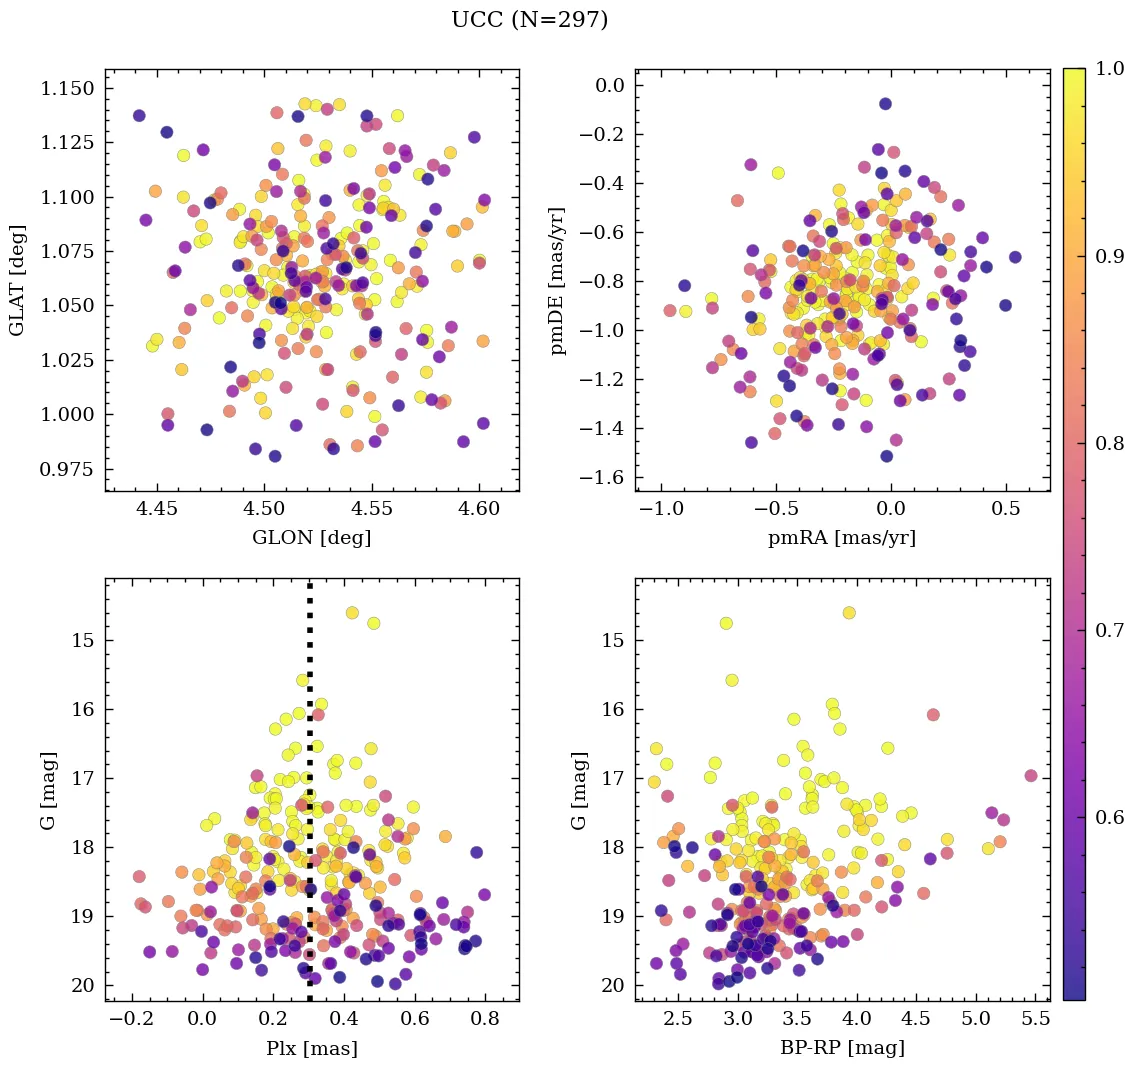 UCC (N=297)
1.150
1.125
1.100
1.075
1.050
1.025
1.000
0.975
GLAT [deg]
4.45 4.50 4.55 4.60
GLON [deg]
0.0
−0.2
−0.4
−0.6
−0.8
−1.0
−1.2
−1.4
−1.6
pmDE [mas/yr]
−1.0 −0.5 0.0 0.5
pmRA [mas/yr]
1.0
0.9
0.8
0.7
0.6
15
16
17
18
19
20
G [mag]
−0.2 0.0 0.2 0.4 0.6 0.8
Plx [mas]
15
16
17
18
19
20
G [mag]
2.5 3.0 3.5 4.0 4.5 5.0 5.5
BP-RP [mag]